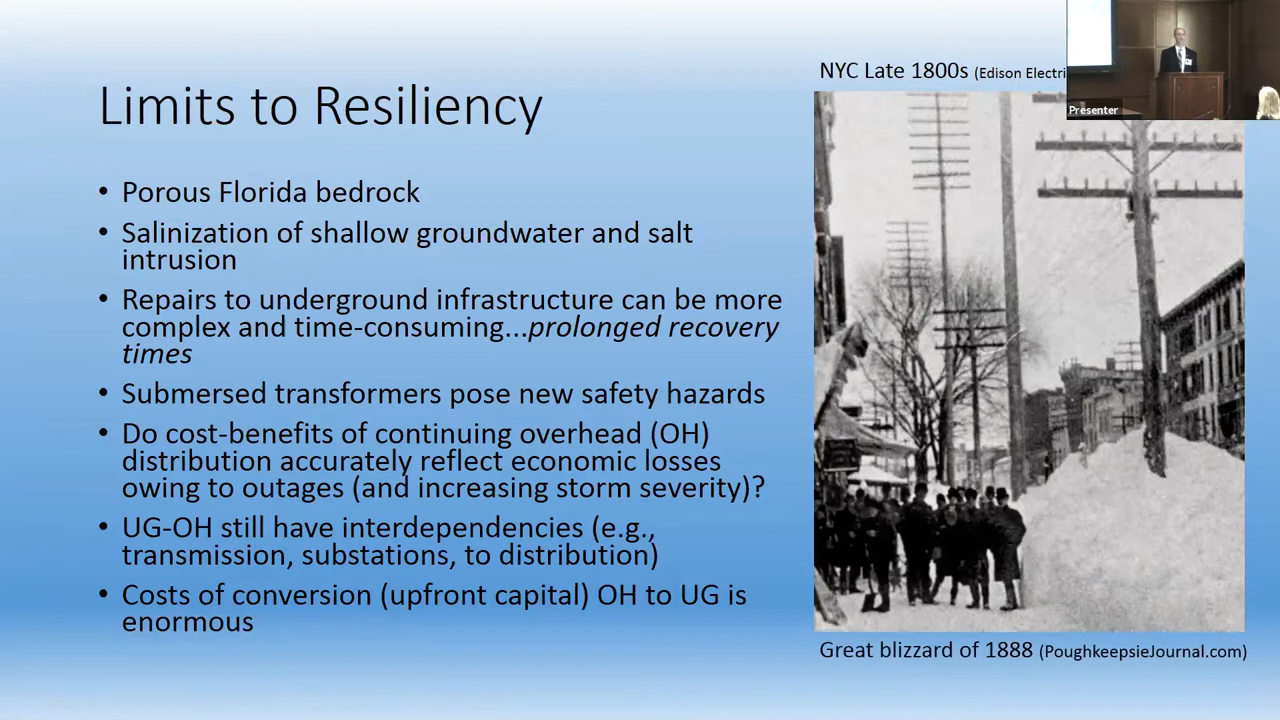 Limits to Resiliency
• Porous Florida bedrock
• Salinization of shallow groundwater and salt
intrusion
• Repairs to underground infrastructure can be more
complex and time-consuming...prolonged recovery
times
• Submersed transformers pose new safety hazards
• Do cost-benefits of continuing overhead (OH)
distribution accurately reflect economic losses
owing to outages (and increasing storm severity)?
• UG-OH still have interdependencies (e.g.,
transmission, substations, to distribution)
• Costs of conversion (upfront capital) OH to UG is
enormous
NYC Late 1800s (Edison Electri
Presenter
Great blizzard of 1888 (PoughkeepsieJournal.com)